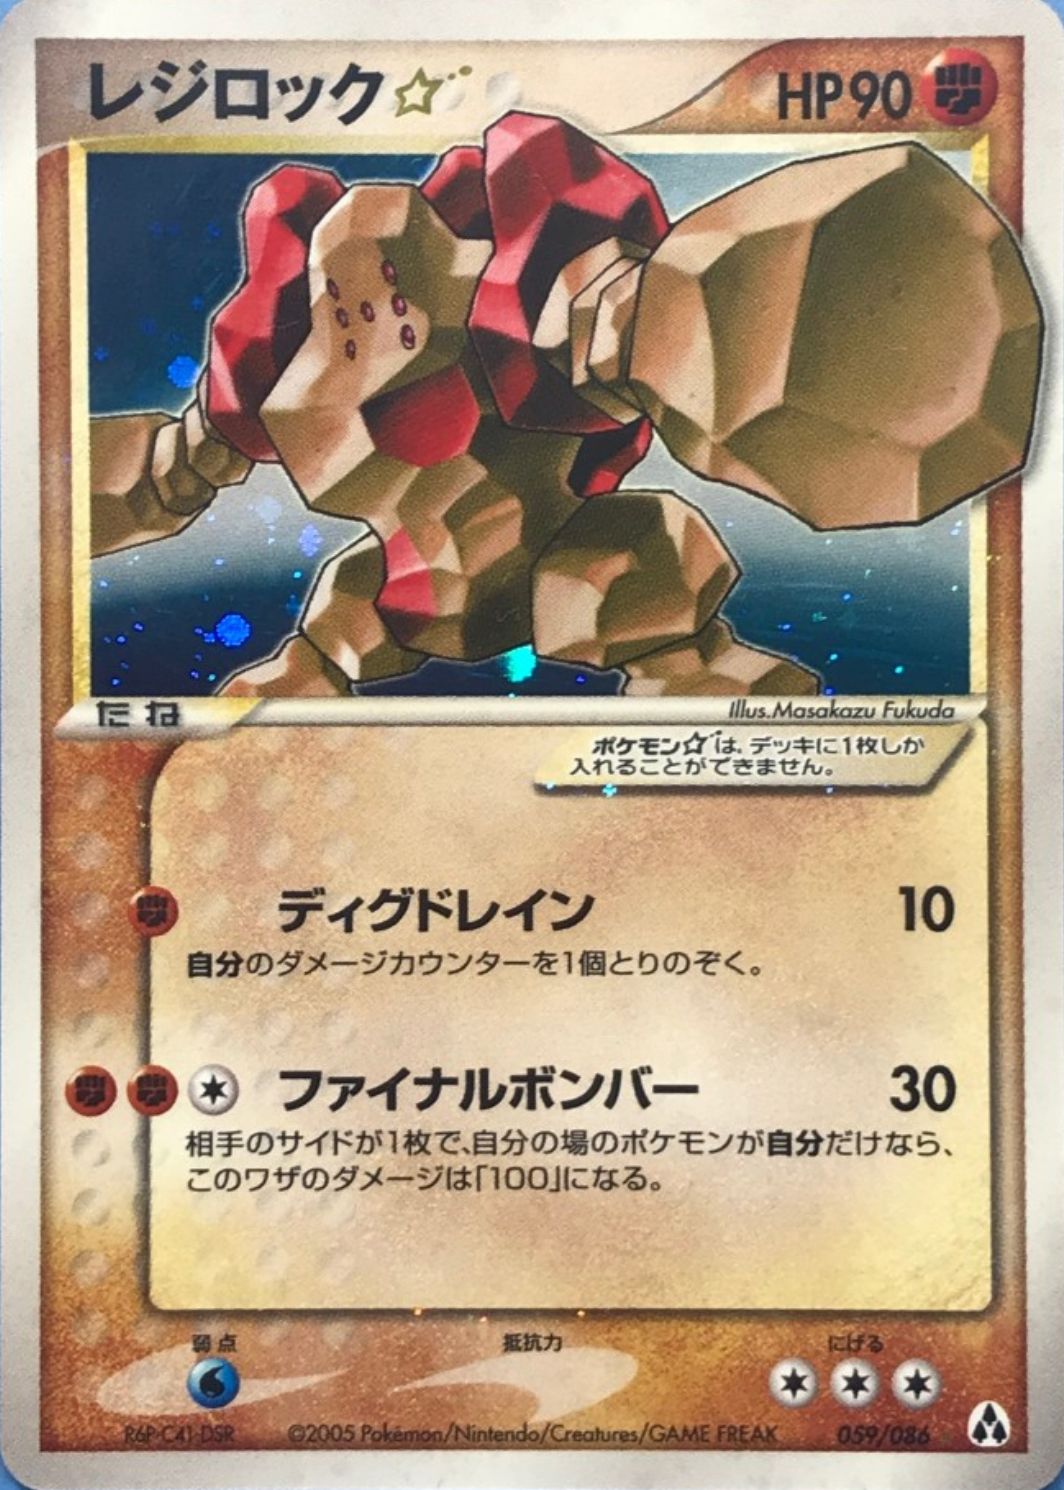 レジロック☆
HP90
たね
Illus.Masakazu Fukuda
ポケモン☆は、デッキに1枚しか
入れることができません。
ディグドレイン 10
自分のダメージカウンターを1個とりのぞく。
ファイナルボンバー 30
相手のサイドが1枚で、自分の場のポケモンが自分だけなら、
このワザのダメージは「100」になる。
弱点 抵抗力 にげる
R6P-C41-DSR ©2005 Pokémon/Nintendo/Creatures/GAME FREAK 059/086